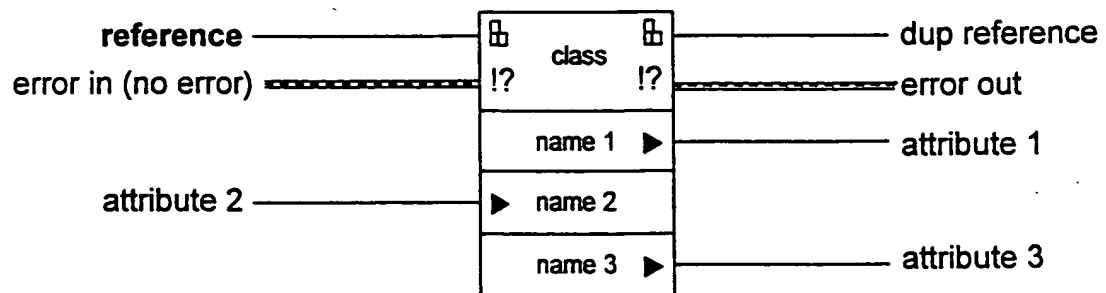 reference class dup reference
error in (no error) !? !? error out
name 1 attribute 1
attribute 2 name 2
name 3 attribute 3